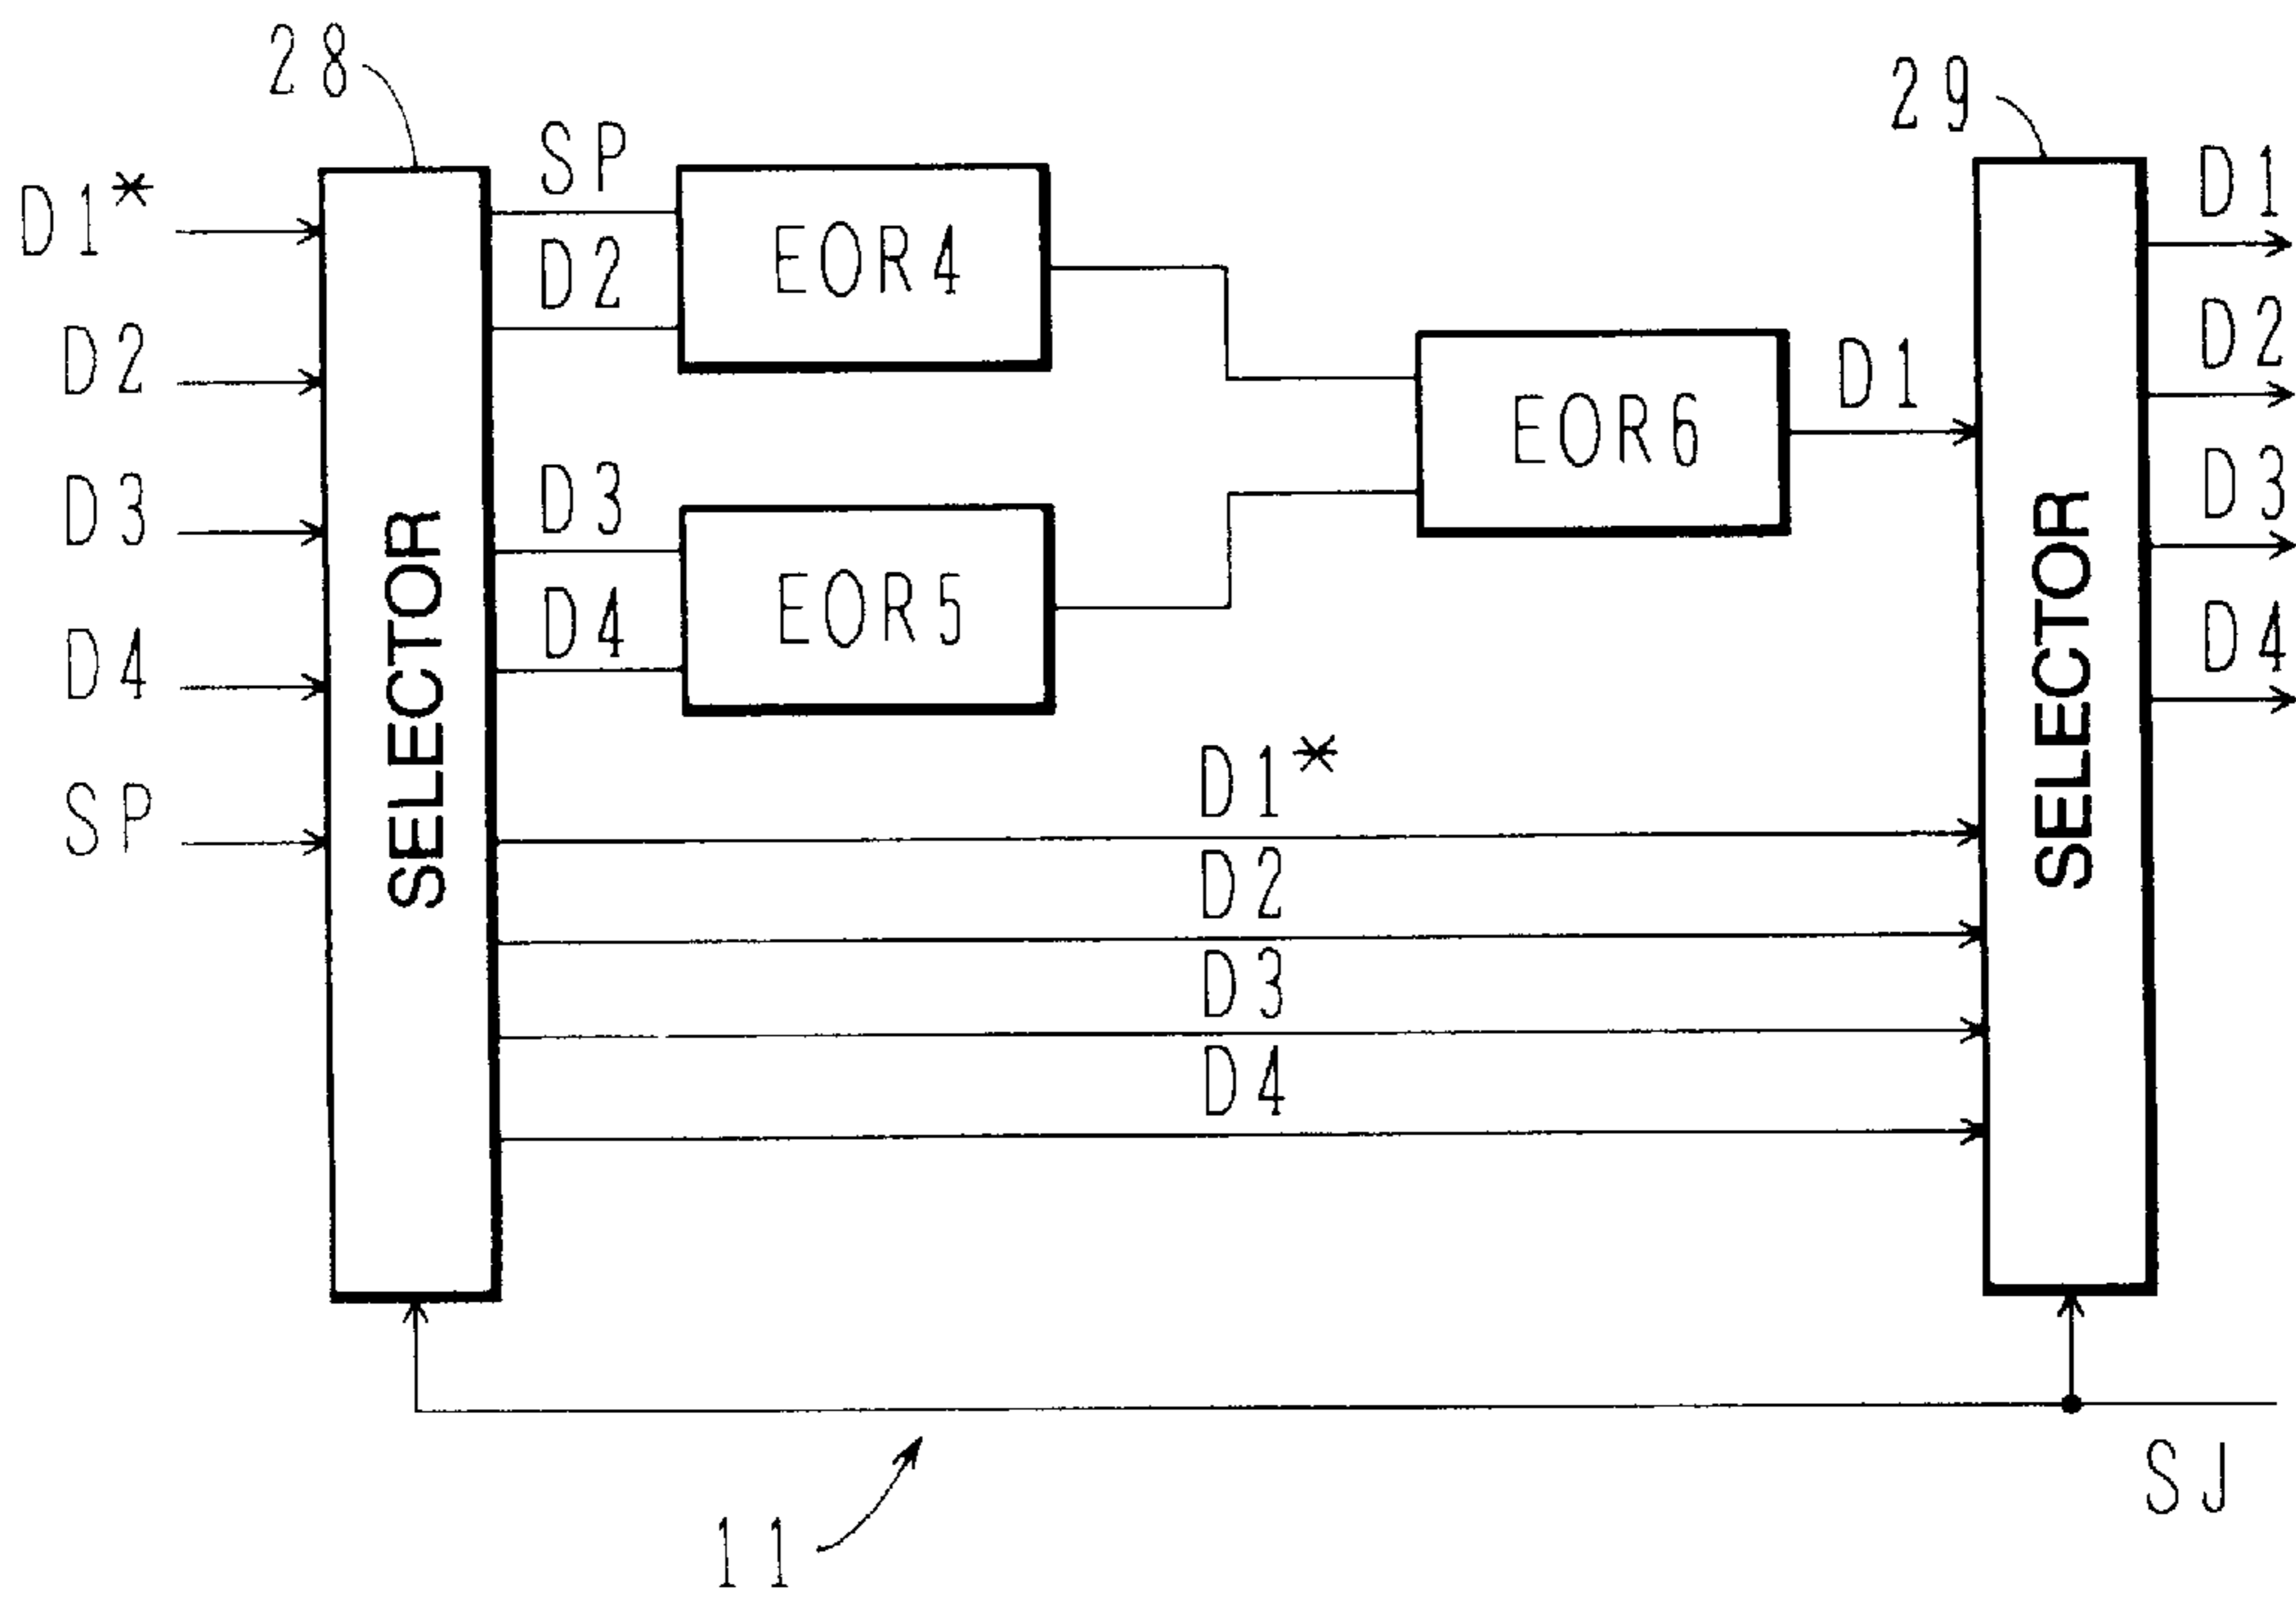 28
29
SP
D1
D1*
D2
EOR4
D2
D2
EOR6
D1
D3
D3
D3
D4
EOR5
D4
D4
SELECTOR
SELECTOR
SP
D1*
D2
D3
D4
SJ
11